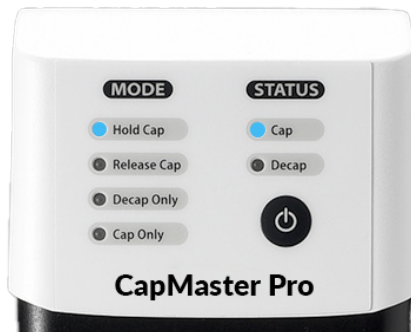 MODE
Hold Cap
Release Cap
Decap Only
Cap Only
STATUS
Cap
Decap
CapMaster Pro